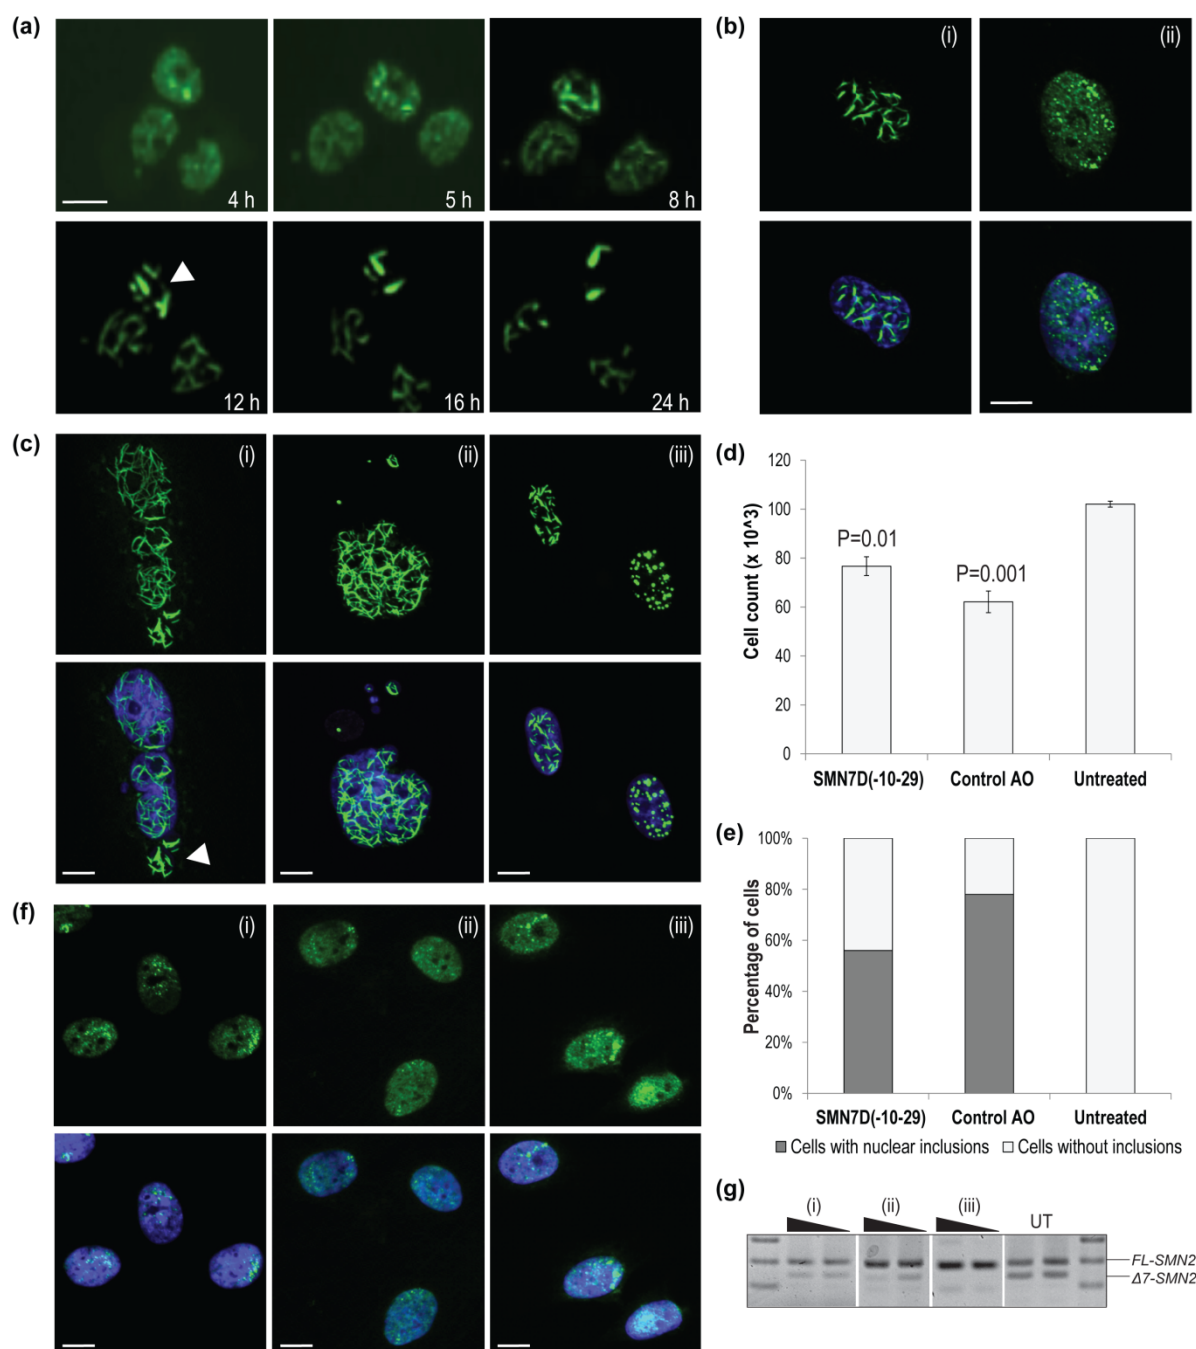 (a)
4 h
5 h
8 h
12 h
16 h
24 h
(b)
(i)
(ii)
(c)
(i)
(ii)
(iii)
(d)
120
100
80
60
40
20
0
Cell count (x 10^3)
P=0.01
P=0.001
SMN7D(-10-29)
Control AO
Untreated
(e)
100%
80%
60%
40%
20%
0%
Percentage of cells
SMN7D(-10-29)
Control AO
Untreated
Cells with nuclear inclusions
Cells without inclusions
(f)
(i)
(ii)
(iii)
(g)
(i)
(ii)
(iii)
UT
FL-SMN2
Δ7-SMN2